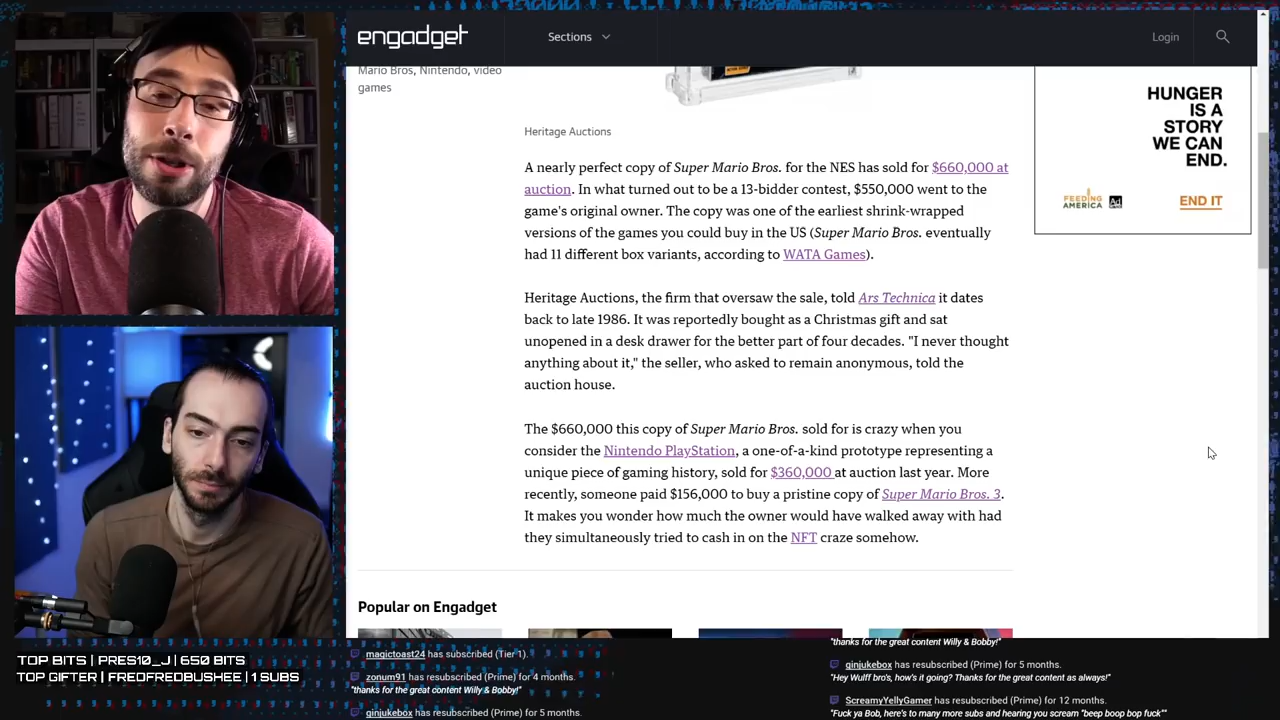 engadget
Sections
Login
Mario Bros, Nintendo, video
games
Heritage Auctions
A nearly perfect copy of Super Mario Bros. for the NES has sold for $660,000 at
auction. In what turned out to be a 13-bidder contest, $550,000 went to the
game's original owner. The copy was one of the earliest shrink-wrapped
versions of the games you could buy in the US (Super Mario Bros. eventually
had 11 different box variants, according to WATA Games).
Heritage Auctions, the firm that oversaw the sale, told Ars Technica it dates
back to late 1986. It was reportedly bought as a Christmas gift and sat
unopened in a desk drawer for the better part of four decades. "I never thought
anything about it," the seller, who asked to remain anonymous, told the
auction house.
The $660,000 this copy of Super Mario Bros. sold for is crazy when you
consider the Nintendo PlayStation, a one-of-a-kind prototype representing a
unique piece of gaming history, sold for $360,000 at auction last year. More
recently, someone paid $156,000 to buy a pristine copy of Super Mario Bros. 3.
It makes you wonder how much the owner would have walked away with had
they simultaneously tried to cash in on the NFT craze somehow.
Popular on Engadget
HUNGER
IS A
STORY
WE CAN
END.
FEEDING
AMERICA
Ad
END IT
TOP BITS | PRES10_J | 650 BITS
TOP GIFTER | FREDFREDBUSHEE | 1 SUBS
magictoast24 has subscribed (Tier 1).
zonum91 has resubscribed (Prime) for 4 months.
"thanks for the great content Willy & Bobby!"
ginjukebox has resubscribed (Prime) for 5 months.
"thanks for the great content Willy & Bobby!"
ginjukebox has resubscribed (Prime) for 5 months.
"Hey Wulff bro's, how's it going? Thanks for the great content as always!"
ScreamyYellyGamer has resubscribed (Prime) for 12 months.
"Fuck ya Bob, here's to many more subs and hearing you scream "beep boop bop fuck""